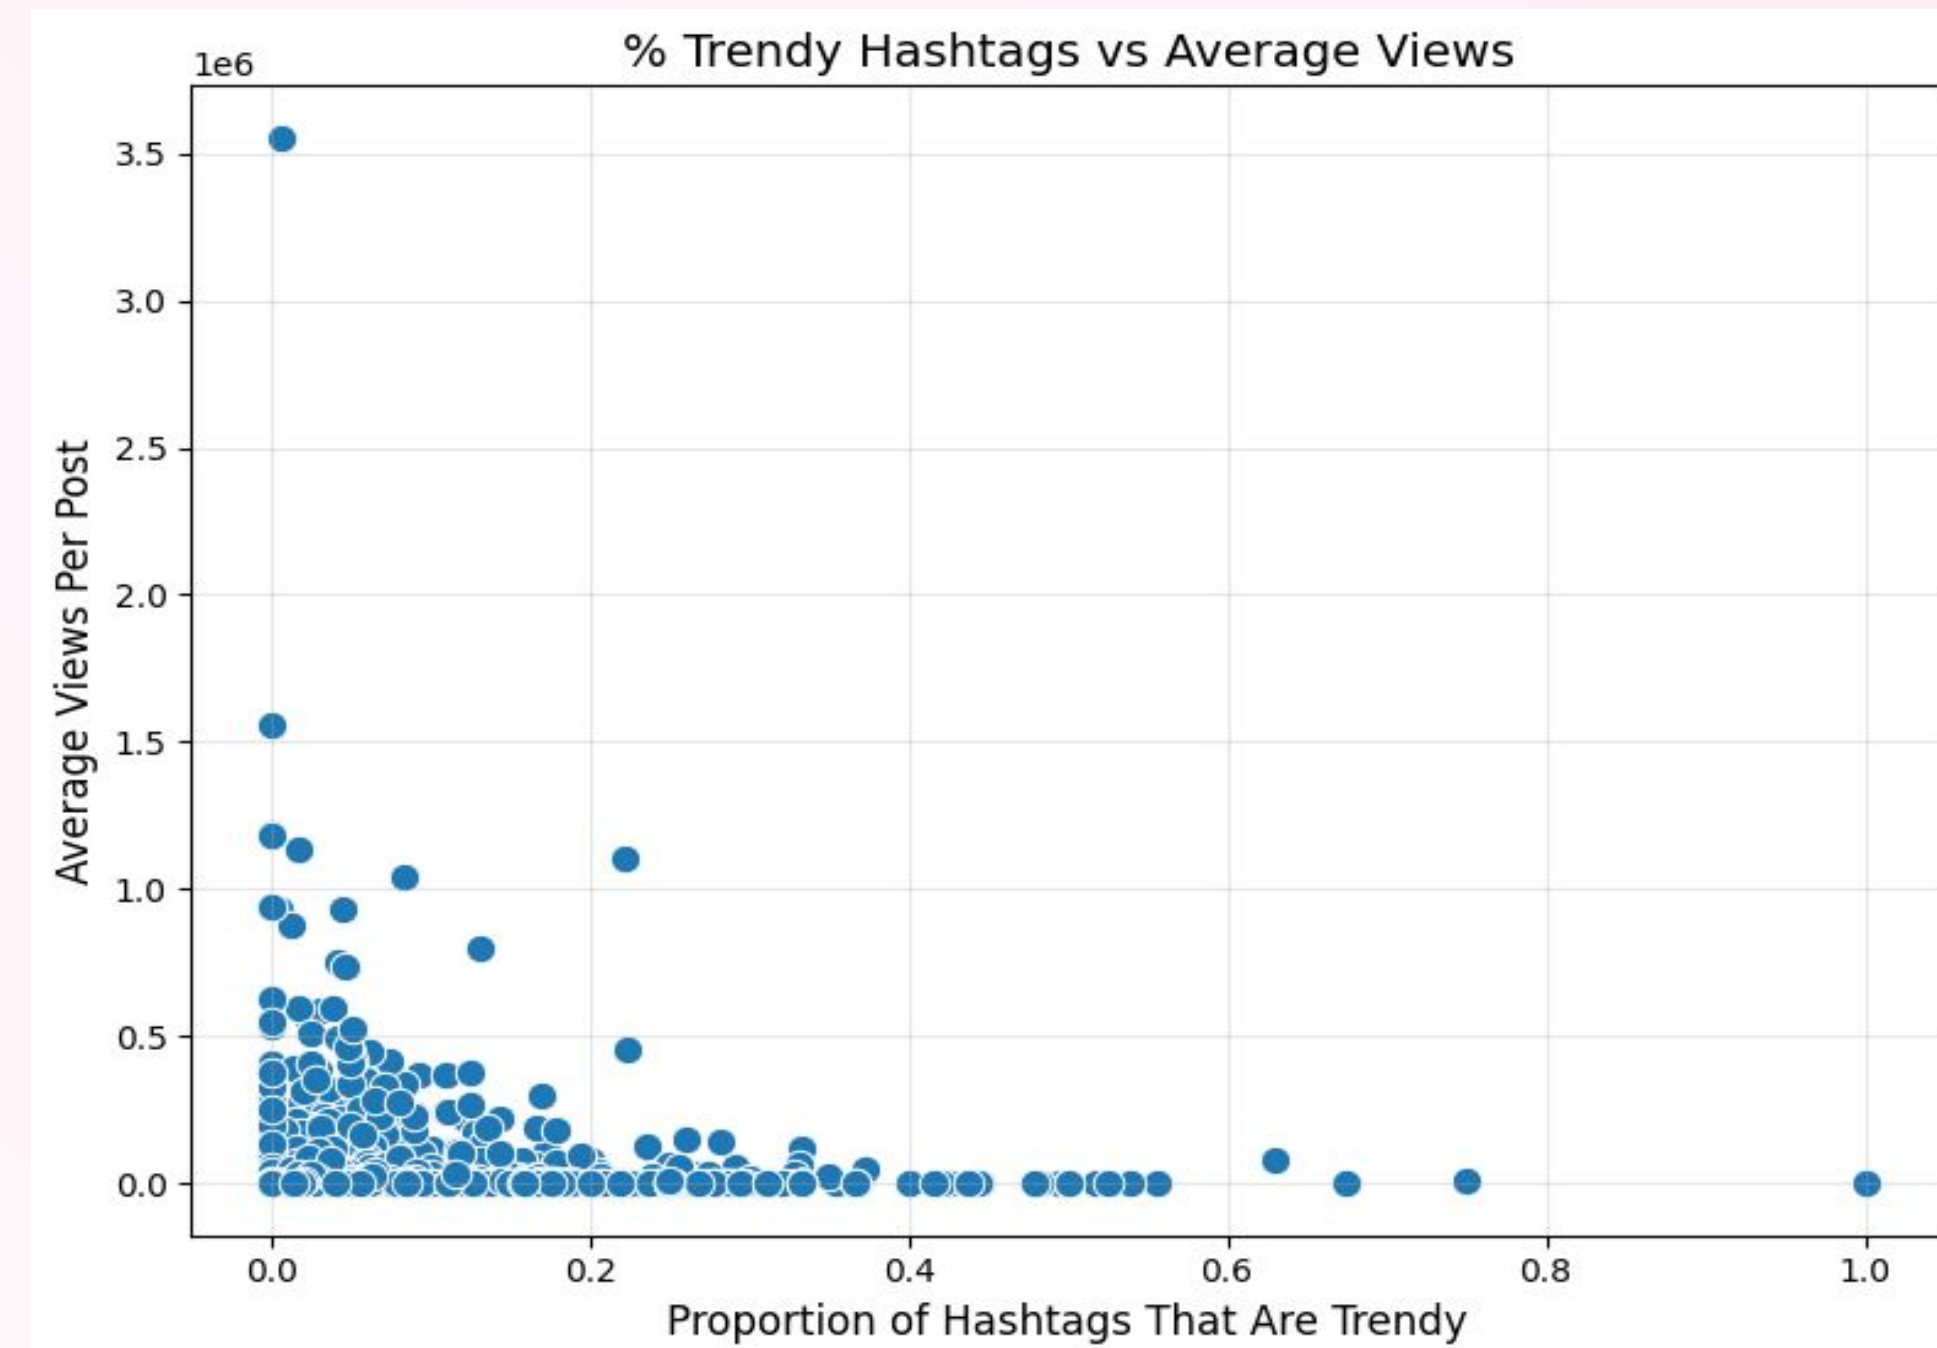 % Trendy Hashtags vs Average Views
1e6
3.5
3.0
2.5
2.0
1.5
1.0
0.5
0.0
Average Views Per Post
0.0 0.2 0.4 0.6 0.8 1.0
Proportion of Hashtags That Are Trendy